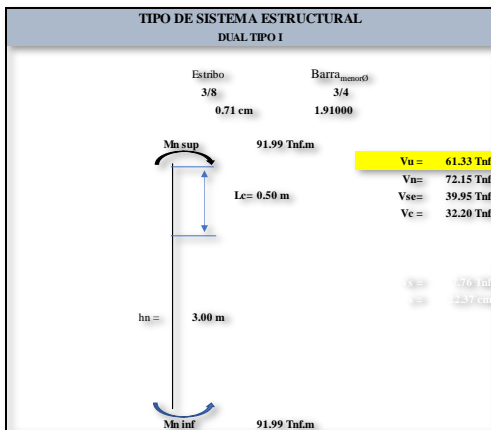 TIPO DE SISTEMA ESTRUCTURAL
DUAL TIPO I
Estribo Barra menorØ
3/8 3/4
0.71 cm 1.91000
Mn sup 91.99 Tnf.m
Vu = 61.33 Tnf
Vn= 72.15 Tnf
Lc= 0.50 m Vse= 39.95 Tnf
Vc = 32.20 Tnf
hn = 3.00 m
Mn inf 91.99 Tnf.m